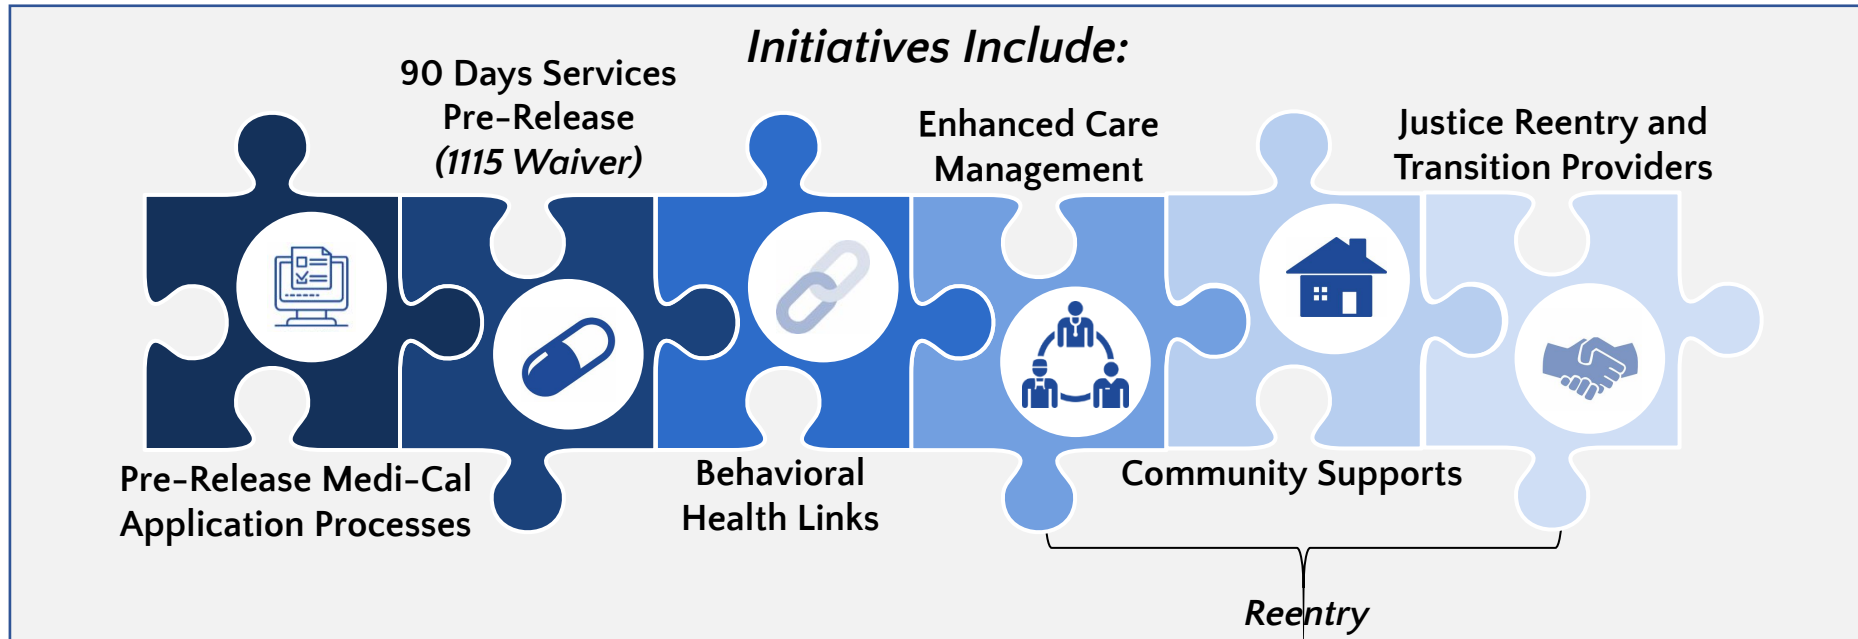 Initiatives Include:
90 Days Services
Pre-Release
(1115 Waiver)
Enhanced Care
Management
Justice Reentry and
Transition Providers
Pre-Release Medi-Cal
Application Processes
Behavioral
Health Links
Community Supports
Reentry